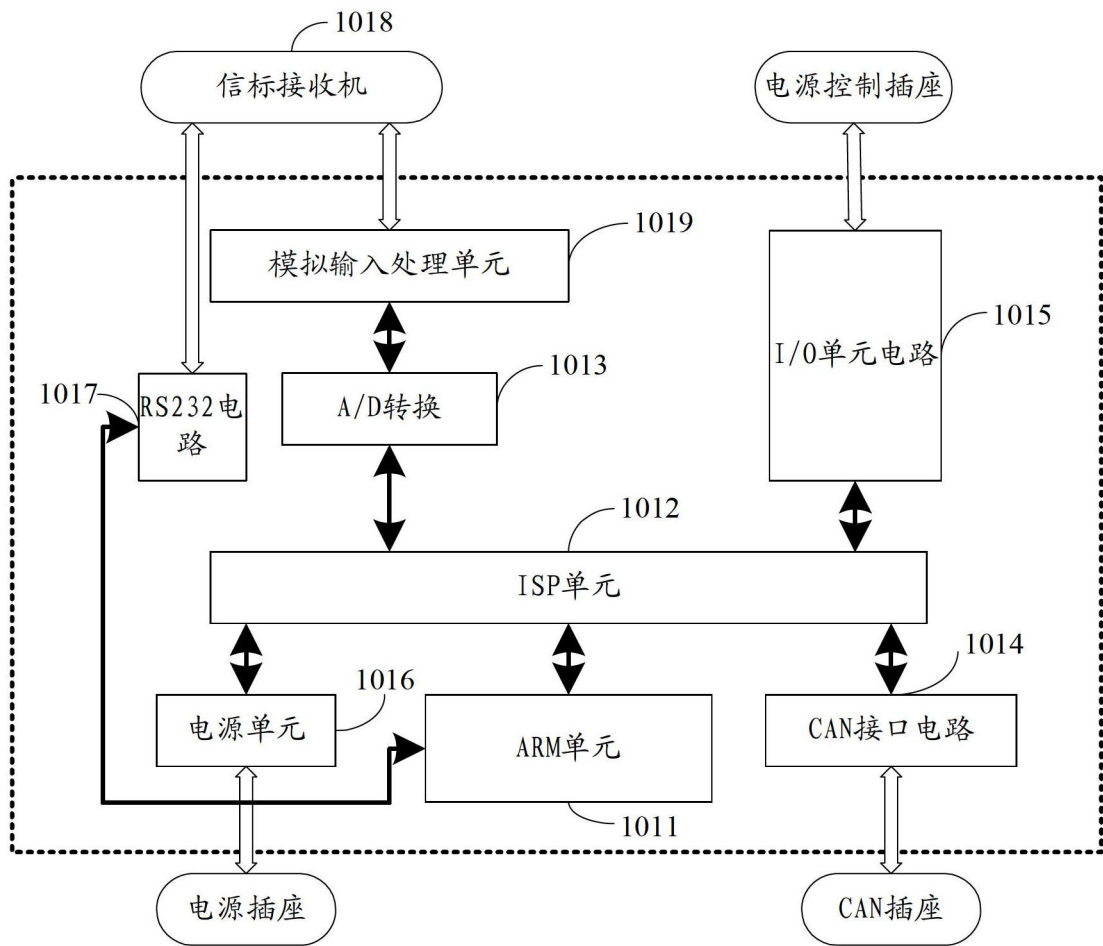 1018
信标接收机
电源控制插座
1019
模拟输入处理单元
1015
I/O单元电路
1013
A/D转换
1017
RS232电
路
1012
ISP单元
1016
电源单元
ARM单元
1014
CAN接口电路
1011
电源插座
CAN插座